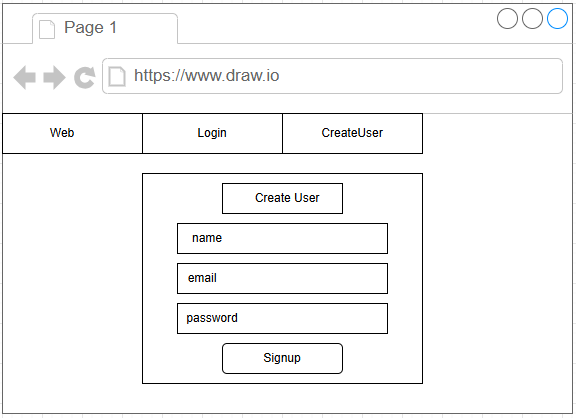 Page 1
https://www.draw.io
Web Login CreateUser
Create User
name
email
password
Signup